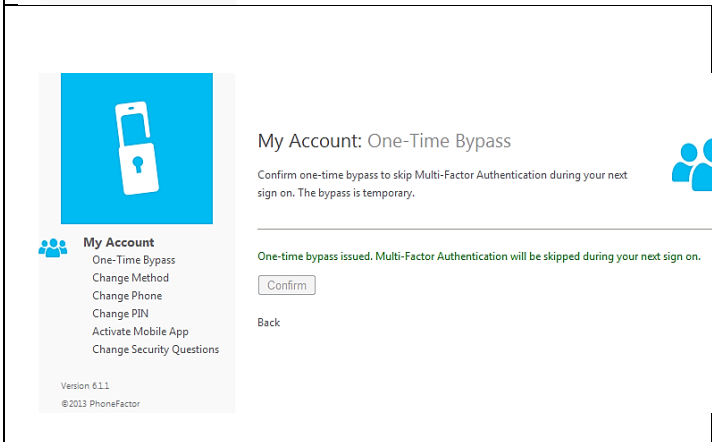 My Account: One-Time Bypass
Confirm one-time bypass to skip Multi-Factor Authentication during your next
sign on. The bypass is temporary.
One-time bypass issued. Multi-Factor Authentication will be skipped during your next sign on.
Confirm
Back
My Account
One-Time Bypass
Change Method
Change Phone
Change PIN
Activate Mobile App
Change Security Questions
Version 6.1.1
©2013 PhoneFactor